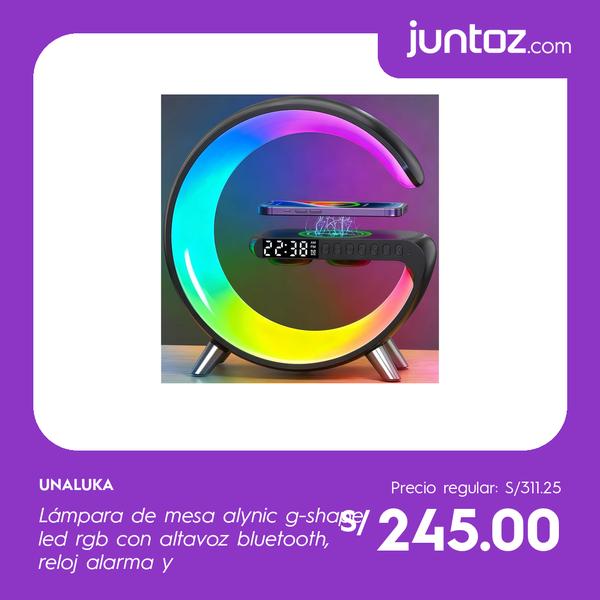 juntoz.com
22:38
UNALUKA
Precio regular: S/311.25
Lámpara de mesa alynic g-shape
led rgb con altavoz bluetooth,
reloj alarma y
S/ 245.00